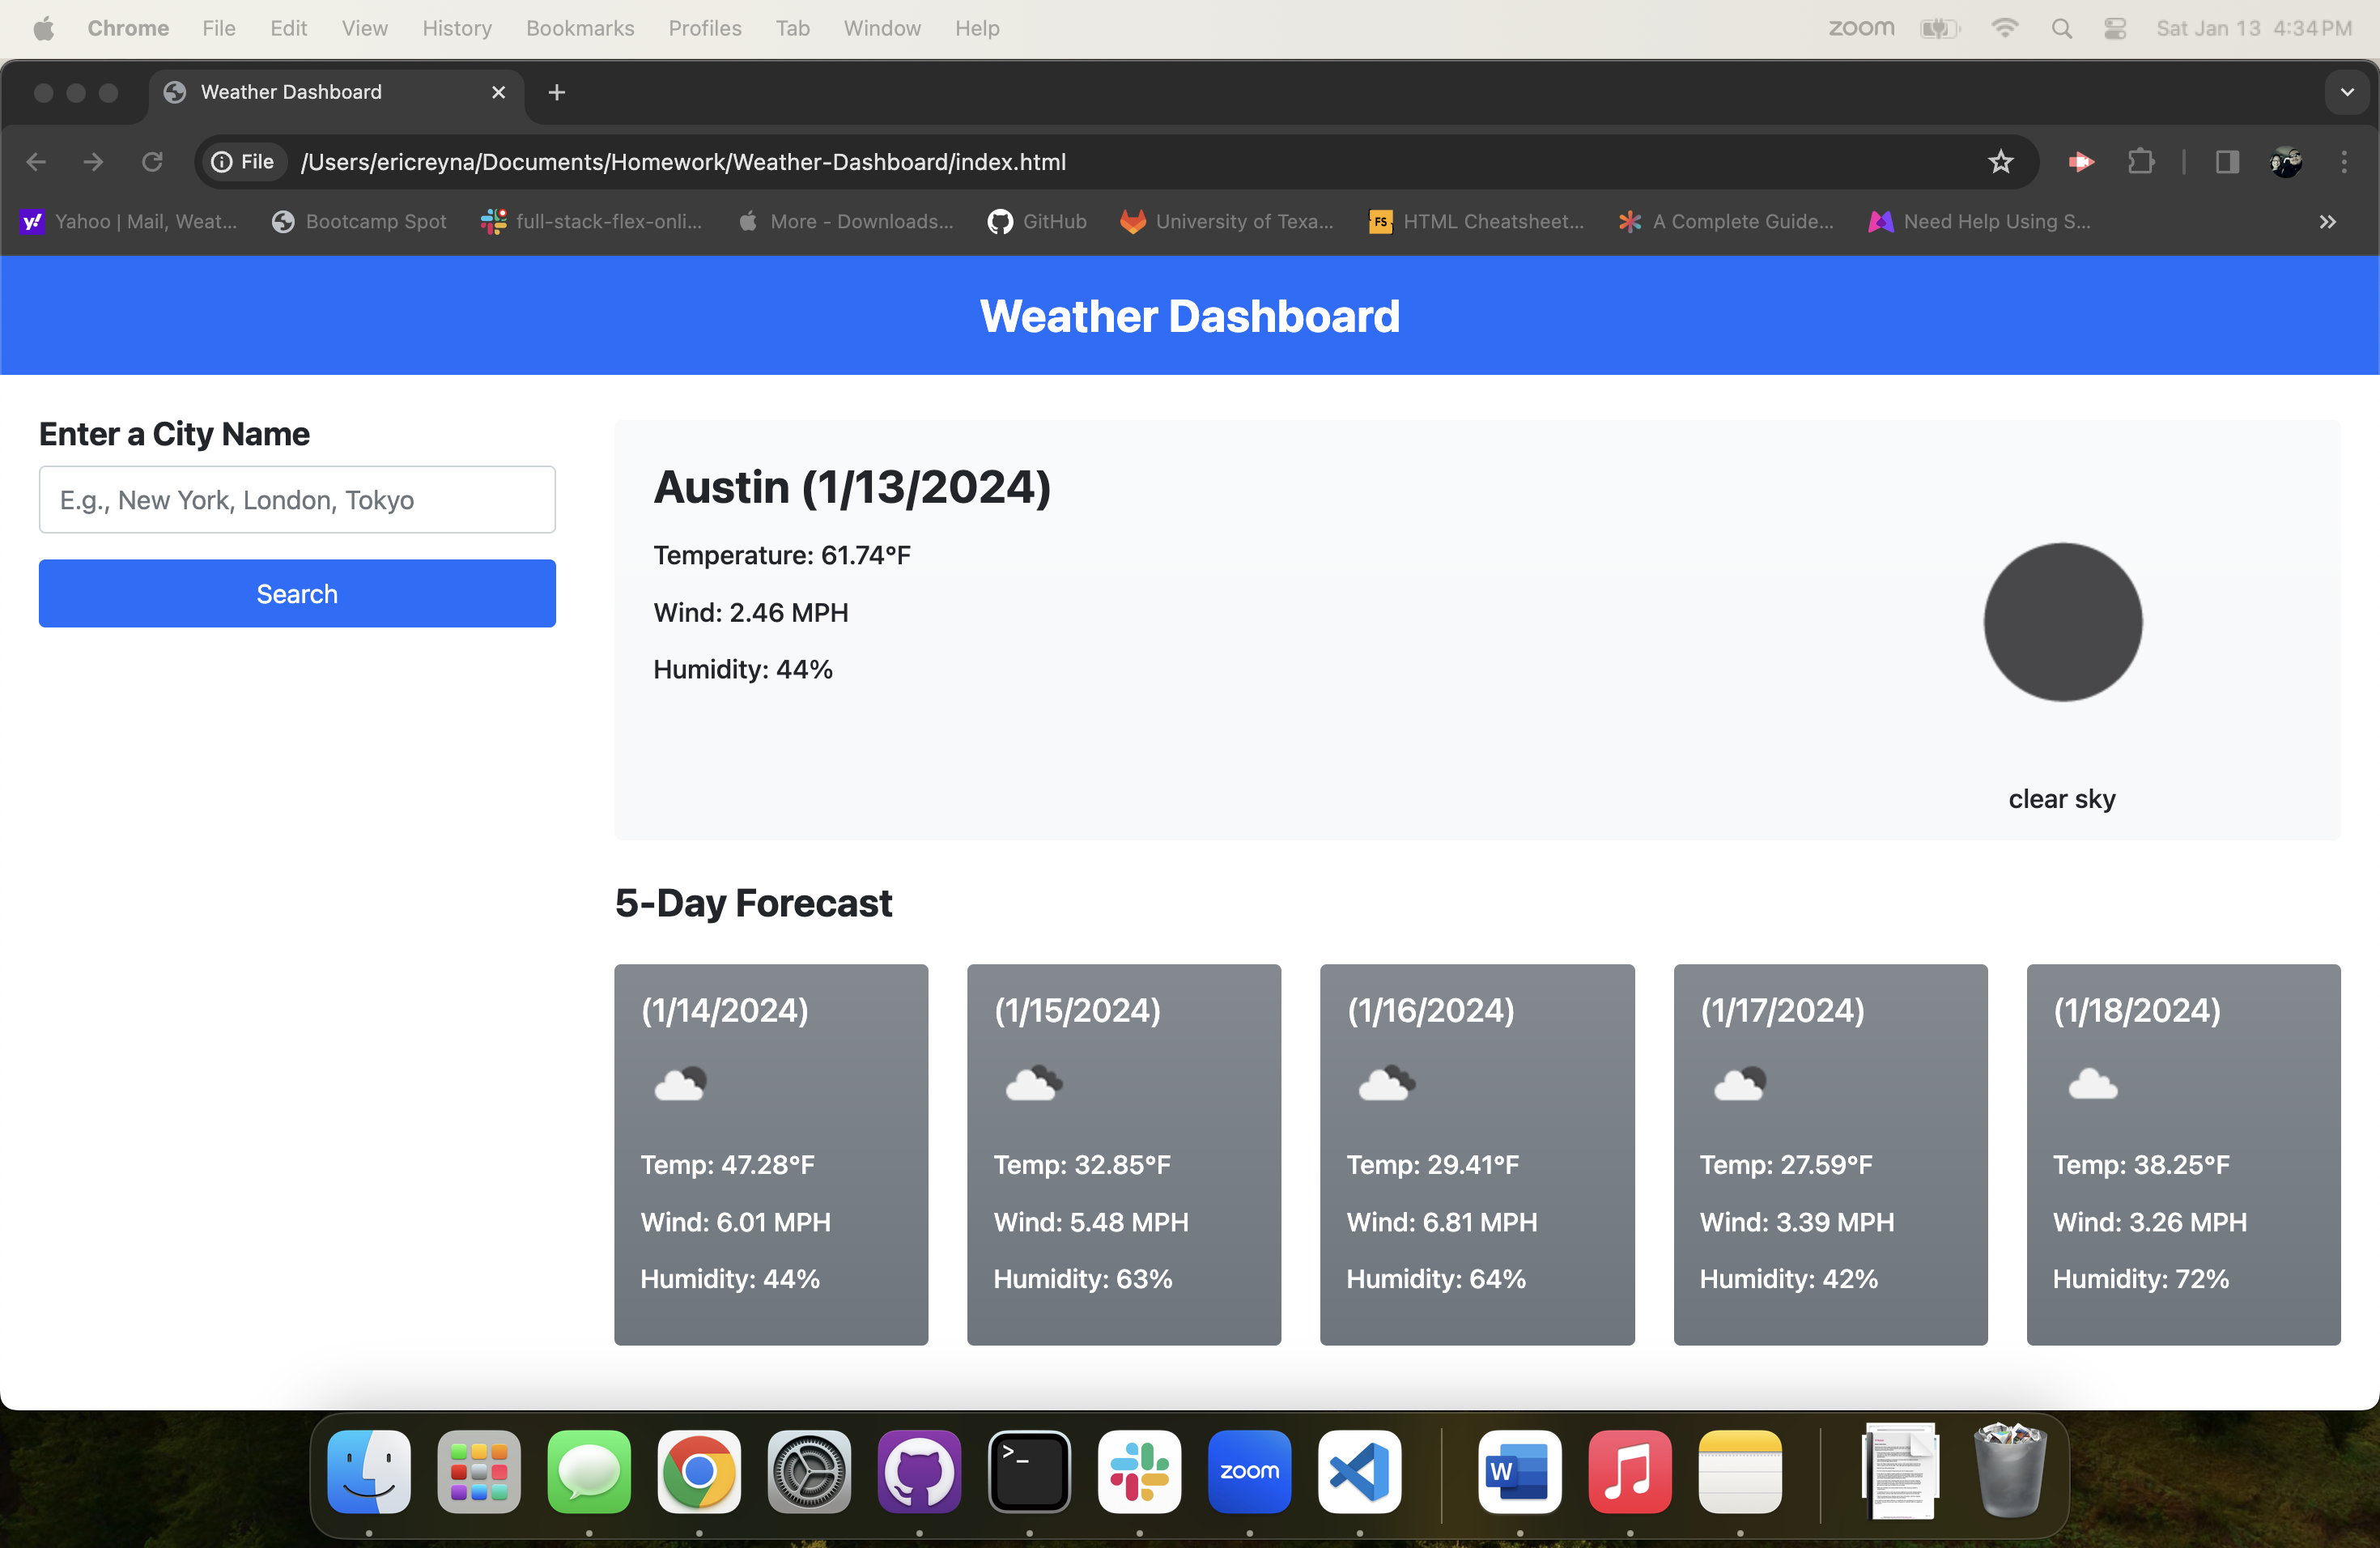 Chrome File Edit View History Bookmarks Profiles Tab Window Help zoom Sat Jan 13 4:34 PM
Weather Dashboard
File /Users/ericreyna/Documents/Homework/Weather-Dashboard/index.html
y! Yahoo | Mail, Weat... Bootcamp Spot full-stack-flex-onli... More - Downloads... GitHub University of Texa... FS HTML Cheatsheet... A Complete Guide... Need Help Using S...
Weather Dashboard
Enter a City Name
E.g., New York, London, Tokyo
Search
Austin (1/13/2024)
Temperature: 61.74°F
Wind: 2.46 MPH
Humidity: 44%
clear sky
5-Day Forecast
(1/14/2024)
Temp: 47.28°F
Wind: 6.01 MPH
Humidity: 44%
(1/15/2024)
Temp: 32.85°F
Wind: 5.48 MPH
Humidity: 63%
(1/16/2024)
Temp: 29.41°F
Wind: 6.81 MPH
Humidity: 64%
(1/17/2024)
Temp: 27.59°F
Wind: 3.39 MPH
Humidity: 42%
(1/18/2024)
Temp: 38.25°F
Wind: 3.26 MPH
Humidity: 72%
>_ zoom W